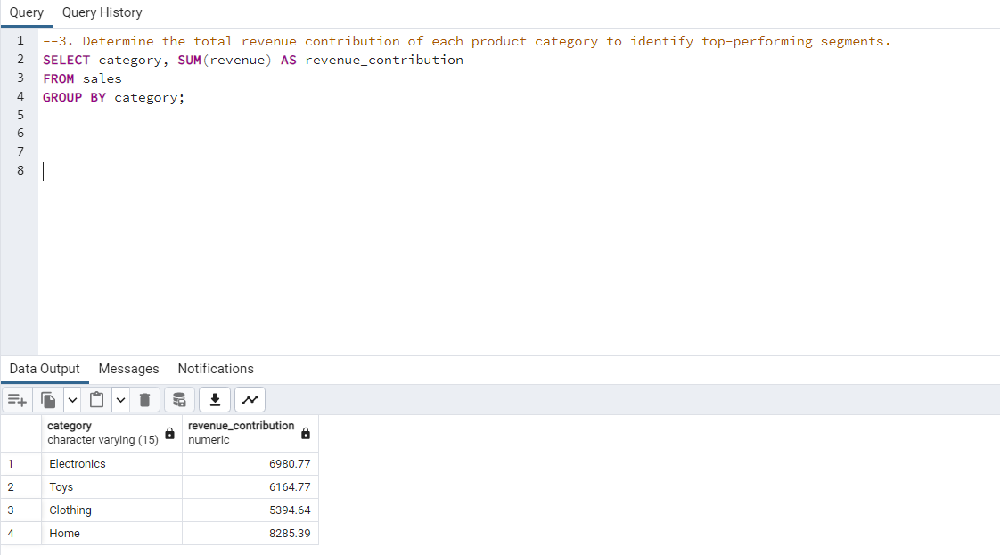 Query Query History
1 --3. Determine the total revenue contribution of each product category to identify top-performing segments.
2 SELECT category, SUM(revenue) AS revenue_contribution
3 FROM sales
4 GROUP BY category;
5
6
7
8
Data Output Messages Notifications
category revenue_contribution
character varying (15) numeric
1 Electronics 6980.77
2 Toys 6164.77
3 Clothing 5394.64
4 Home 8285.39